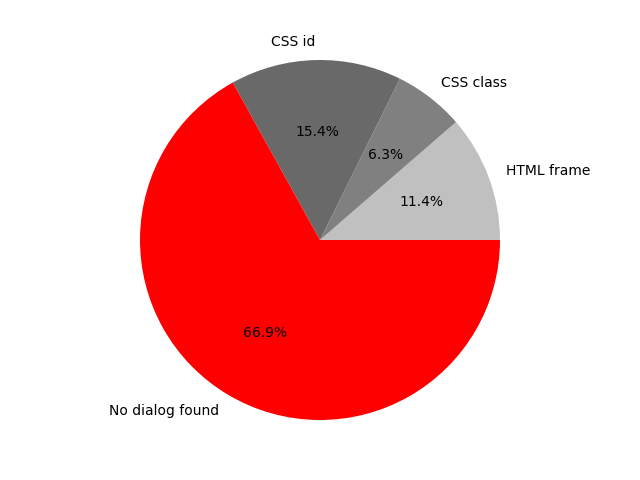 CSS id
CSS class
15.4%
6.3%
HTML frame
11.4%
66.9%
No dialog found